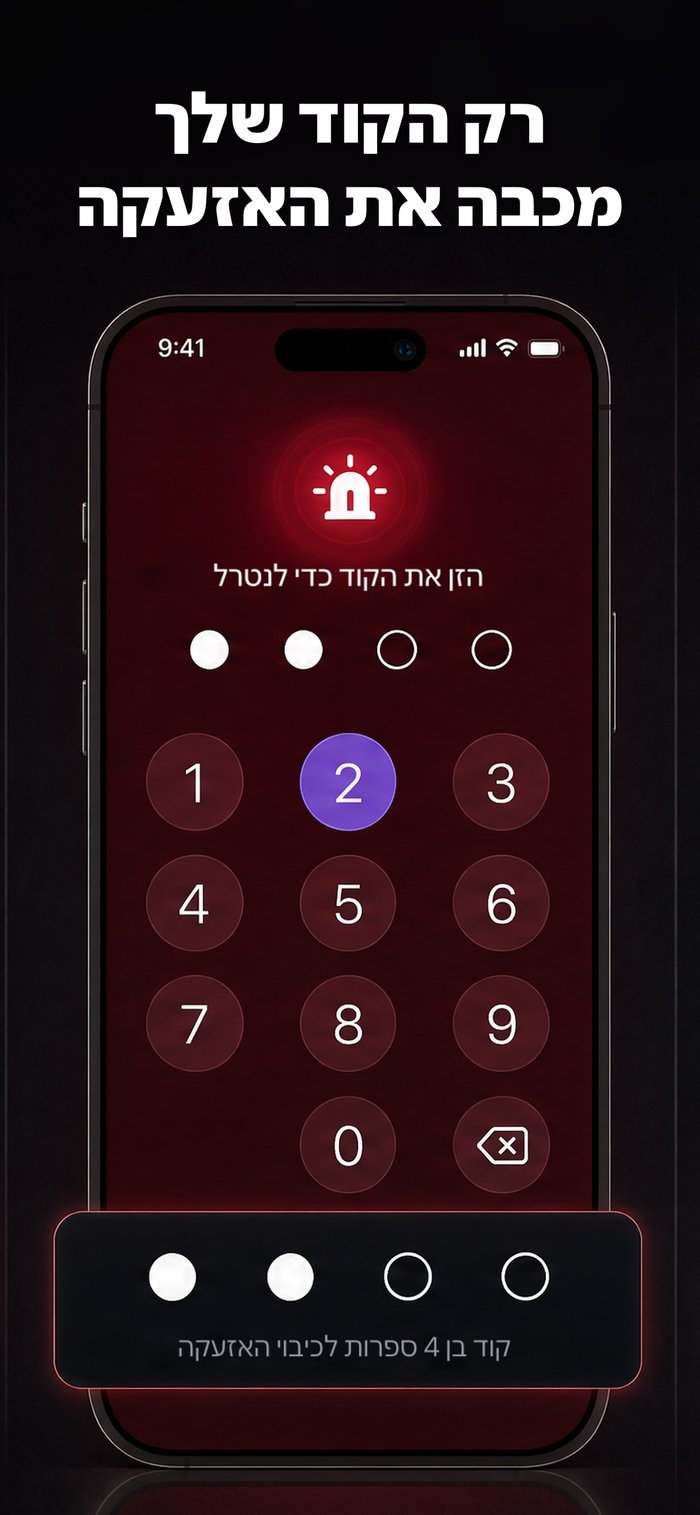 רק הקוד שלך
מכבה את האזעקה
9:41
הזן את הקוד כדי לנטרל
1 2 3
4 5 6
7 8 9
0
קוד בן 4 ספרות לכיבוי האזעקה